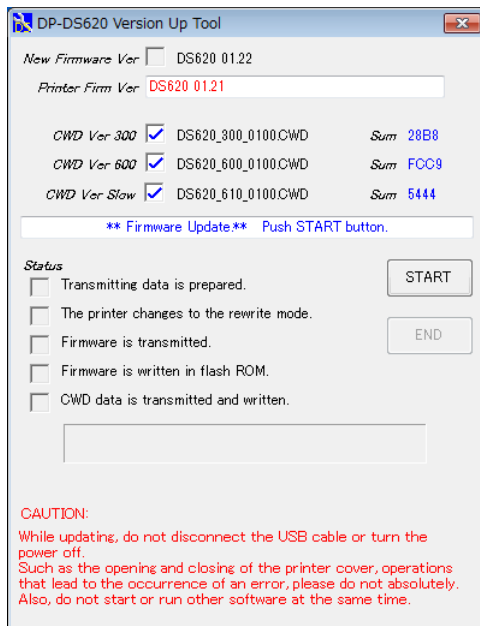 DP-DS620 Version Up Tool
New Firmware Ver DS620 01.22
Printer Firm Ver DS620 01.21
CWD Ver 300 DS620_300_0100.CWD Sum 28B8
CWD Ver 600 DS620_600_0100.CWD Sum FCC9
CWD Ver Slow DS620_610_0100.CWD Sum 5444
** Firmware Update.** Push START button.
Status
Transmitting data is prepared.
START
The printer changes to the rewrite mode.
Firmware is transmitted.
END
Firmware is written in flash ROM.
CWD data is transmitted and written.
CAUTION:
While updating, do not disconnect the USB cable or turn the
power off.
Such as the opening and closing of the printer cover, operations
that lead to the occurrence of an error, please do not absolutely.
Also, do not start or run other software at the same time.